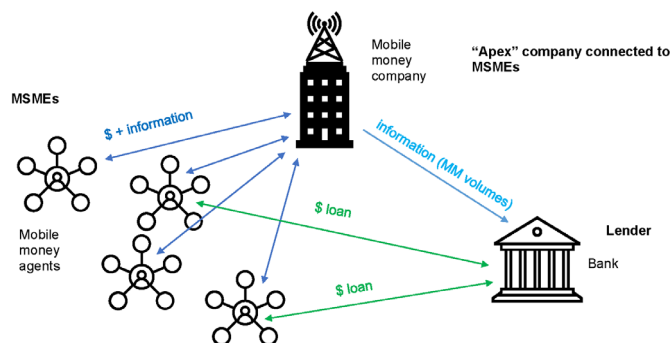 Mobile
money
company
“Apex” company connected to
MSMEs
MSMEs
$ + information
information (MM volumes)
$ loan
Mobile
money
agents
Lender
Bank
$ loan